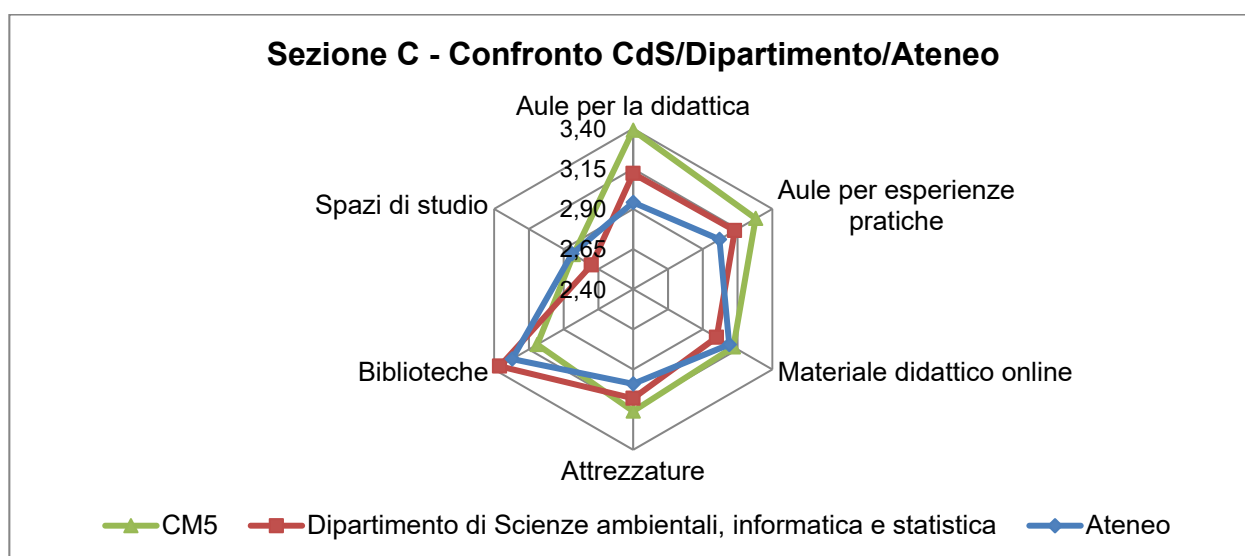 Sezione C - Confronto CdS/Dipartimento/Ateneo
Aule per la didattica
3,40
3,15
2,90
2,65
2,40
Aule per esperienze
pratiche
Spazi di studio
Biblioteche
Materiale didattico online
Attrezzature
CM5
Dipartimento di Scienze ambientali, informatica e statistica
Ateneo